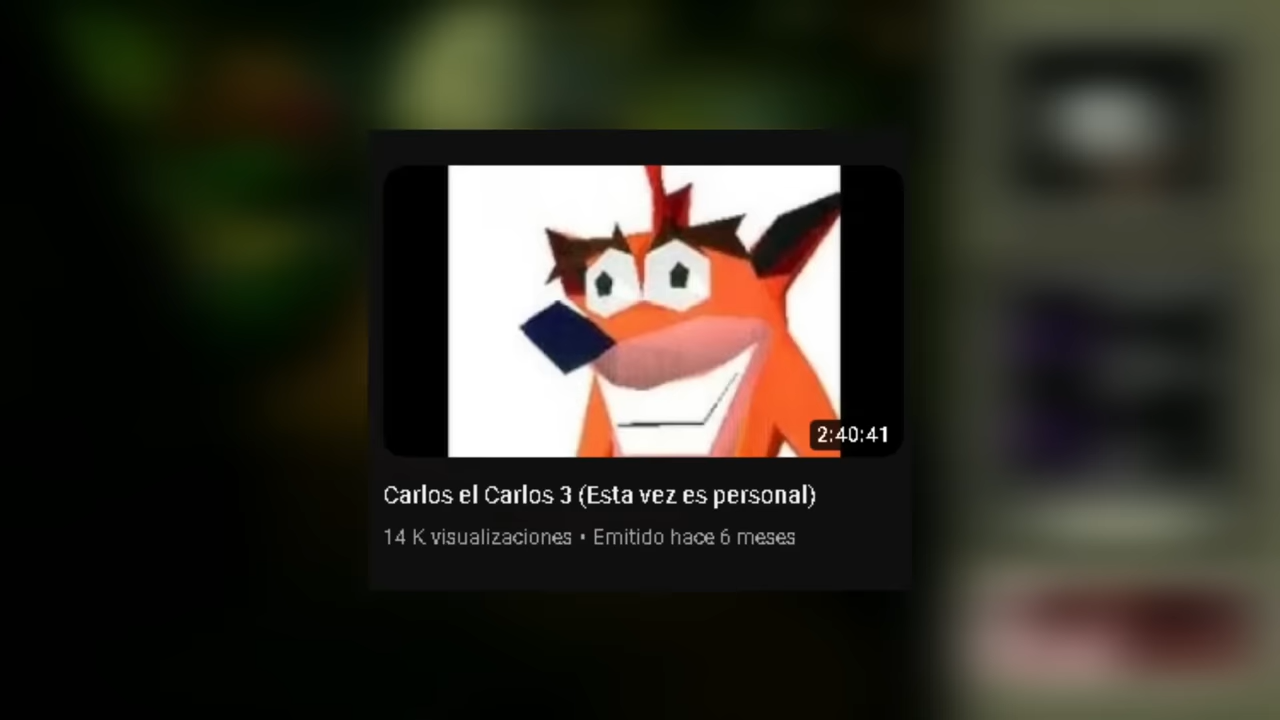 2:40:41
Carlos el Carlos 3 (Esta vez es personal)
14 K visualizaciones • Emitido hace 6 meses